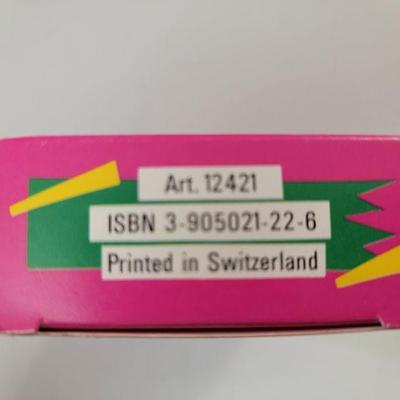 Art. 12421
ISBN 3-905021-22-6
Printed in Switzerland